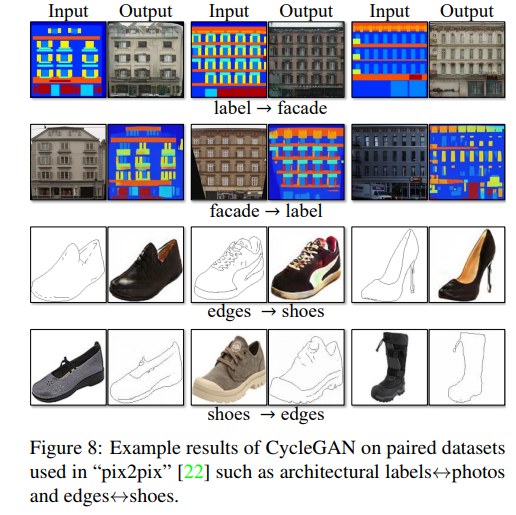 Input Output Input Output Input Output
label → facade
facade → label
edges → shoes
shoes → edges
Figure 8: Example results of CycleGAN on paired datasets
used in “pix2pix” [22] such as architectural labels↔photos
and edges↔shoes.